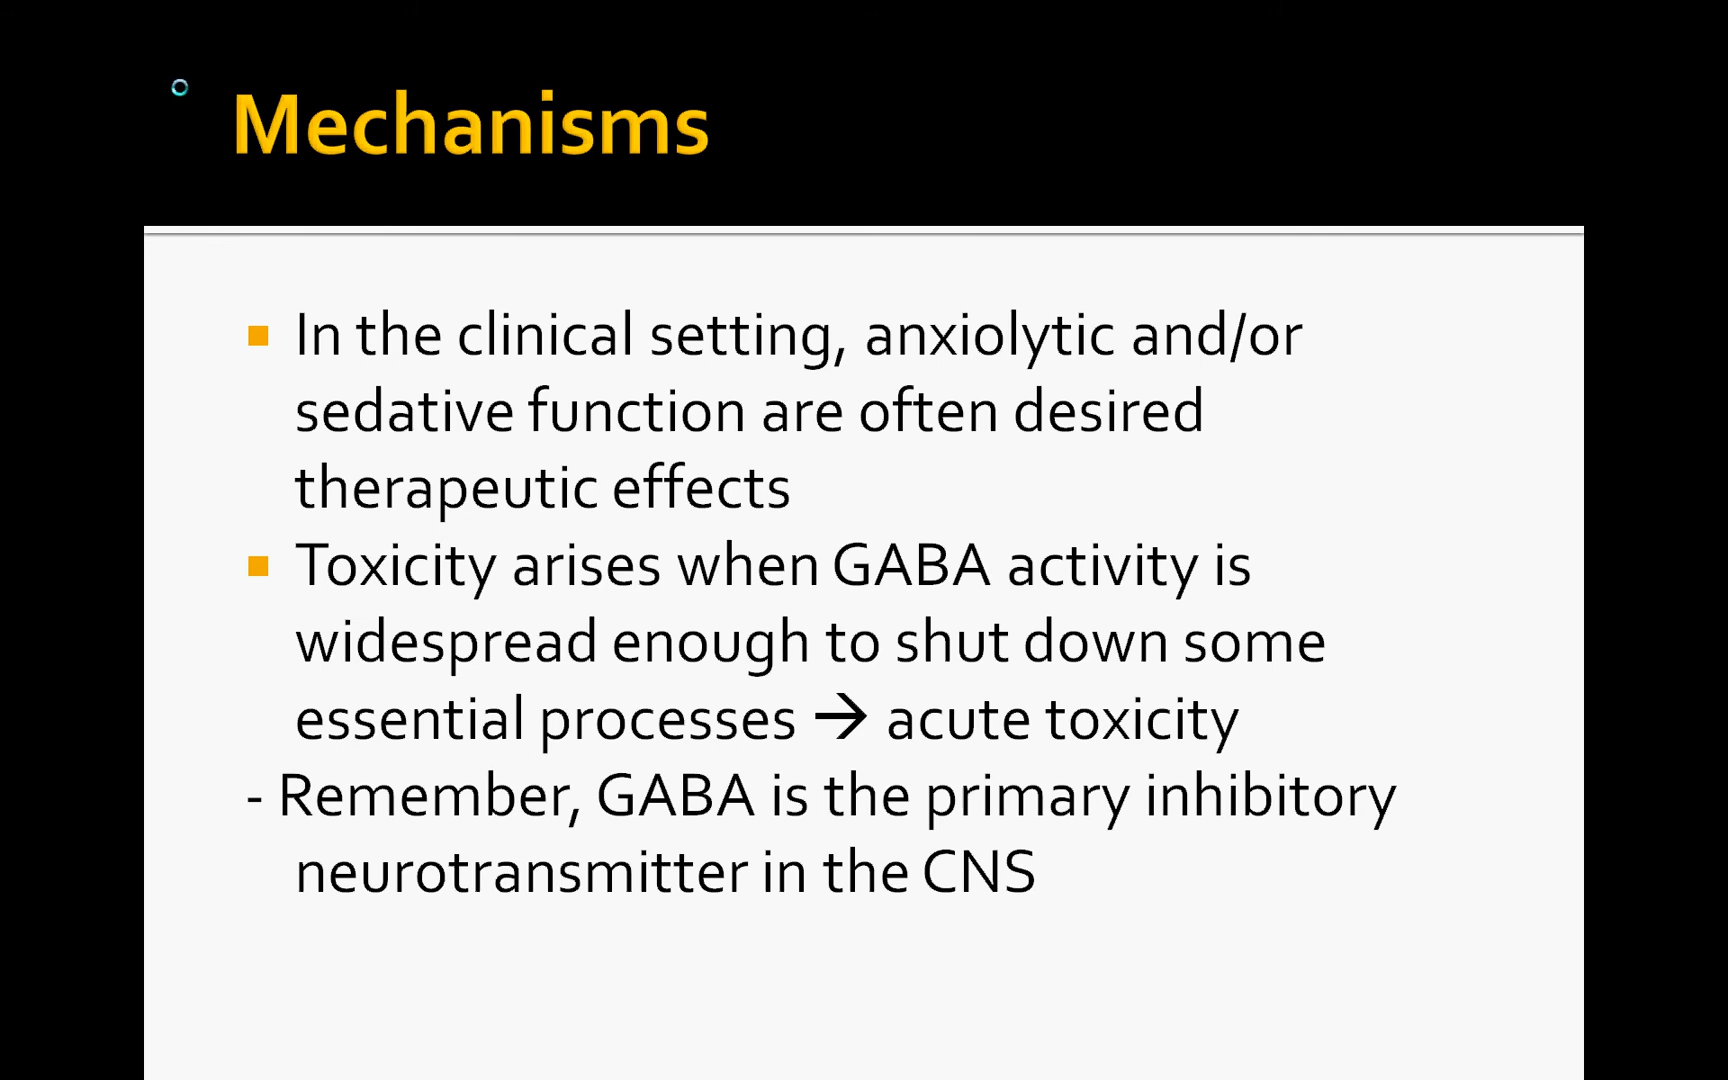 Mechanisms
In the clinical setting, anxiolytic and/or
sedative function are often desired
therapeutic effects
Toxicity arises when GABA activity is
widespread enough to shut down some
essential processes → acute toxicity
- Remember, GABA is the primary inhibitory
neurotransmitter in the CNS